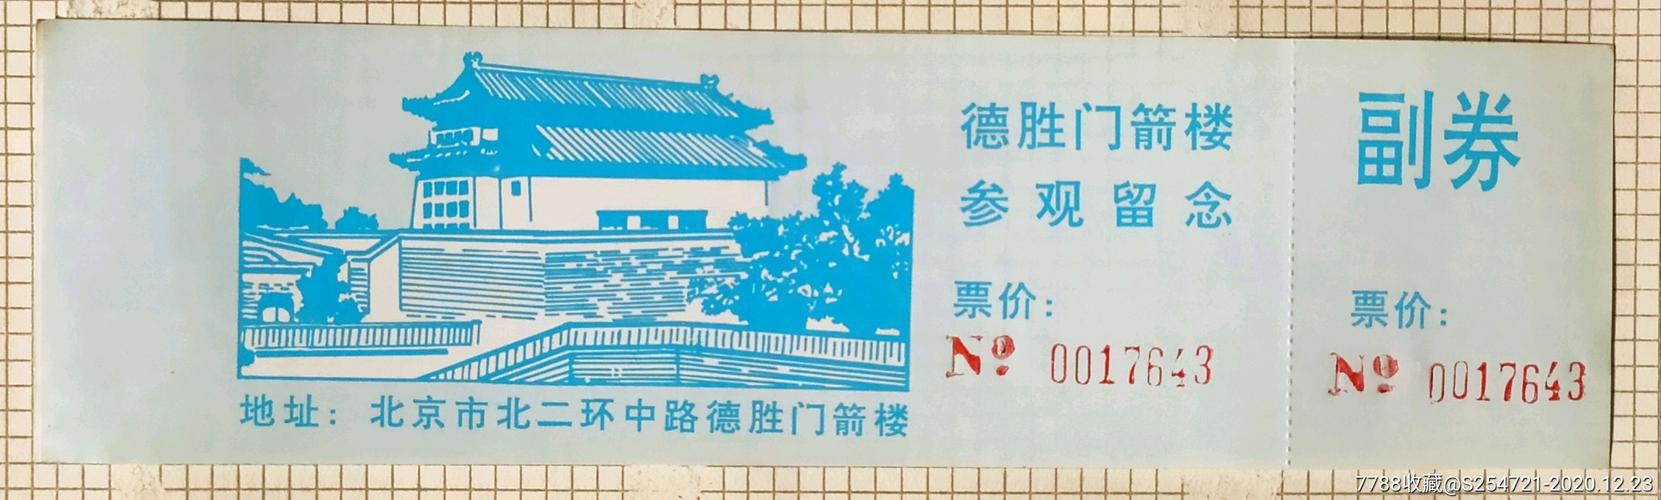 德胜门箭楼
参观留念
票价：
Nº 0017643
地址：北京市北二环中路德胜门箭楼
副券
票价：
Nº 0017643
7788收藏@S254721-2020.12.23